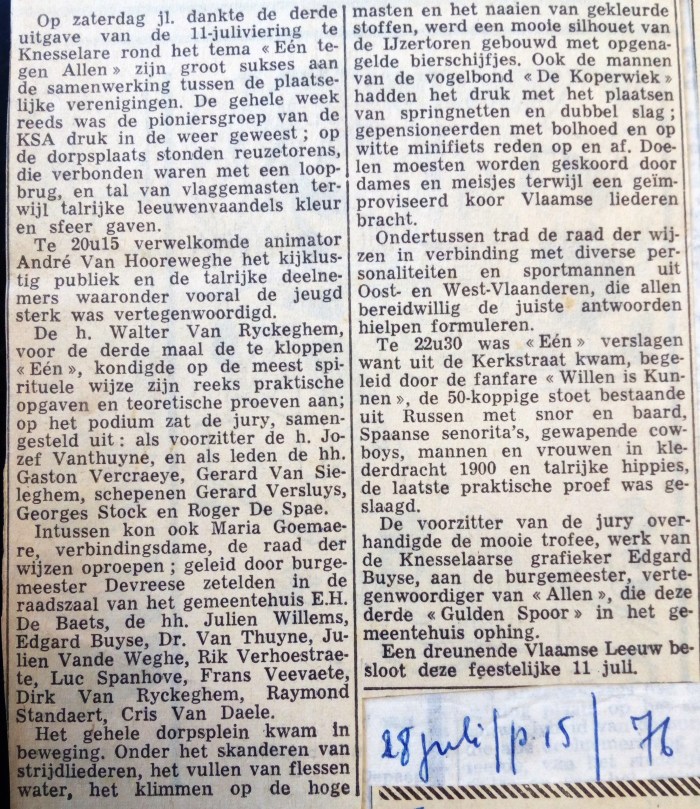 Op zaterdag jl. dankte de derde
uitgave van de 11-juliviering te
Knesselare rond het tema « Eén te-
gen Allen » zijn groot sukses aan
de samenwerking tussen de plaatse-
lijke verenigingen. De gehele week
reeds was de pioniersgroep van de
KSA druk in de weer geweest ; op
de dorpsplaats stonden reuzetorens,
die verbonden waren met een loop-
brug, en tal van vlaggemasten ter-
wijl talrijke leeuwenvaandels kleur
en sfeer gaven.
Te 20u15 verwelkomde animator
André Van Hooreweghe het kijklus-
tig publiek en de talrijke deelne-
mers waaronder vooral de jeugd
sterk was vertegenwoordigd.
De h. Walter Van Ryckeghem,
voor de derde maal de te kloppen
« Eén », kondigde op de meest spi-
rituele wijze zijn reeks praktische
opgaven en teoretische proeven aan;
op het podium zat de jury, samen-
gesteld uit : als voorzitter de h. Jo-
zef Vanthuyne, en als leden de hh.
Gaston Vercraeye, Gerard Van Sie-
leghem, schepenen Gerard Versluys,
Georges Stock en Roger De Spae.
Intussen kon ook Maria Goemae-
re, verbindingsdame, de raad der
wijzen oproepen ; geleid door burge-
meester Devreese zetelden in de
raadszaal van het gemeentehuis E.H.
De Baets, de hh. Julien Willems,
Edgard Buyse, Dr. Van Thuyne, Ju-
lien Vande Weghe, Rik Verhoestrae-
te, Luc Spanhove, Frans Veevaete,
Dirk Van Ryckeghem, Raymond
Standaert, Cris Van Daele.
Het gehele dorpsplein kwam in
beweging. Onder het skanderen van
strijdliederen, het vullen van flessen
water, het klimmen op de hoge
masten en het naaien van gekleurde
stoffen, werd een mooie silhouet van
de IJzertoren gebouwd met opgena-
gelde bierschijfjes. Ook de mannen
van de vogelbond « De Koperwiek »
hadden het druk met het plaatsen
van springnetten en dubbel slag ;
gepensioneerden met bolhoed en op
witte minifiets reden op en af. Doe-
len moesten worden geskoord door
dames en meisjes terwijl een geïm-
proviseerd koor Vlaamse liederen
bracht.
Ondertussen trad de raad der wij-
zen in verbinding met diverse per-
sonaliteiten en sportmannen uit
Oost- en West-Vlaanderen, die allen
bereidwillig de juiste antwoorden
hielpen formuleren.
Te 22u30 was « Eén » verslagen
want uit de Kerkstraat kwam, bege-
leid door de fanfare « Willen is Kun-
nen », de 50-koppige stoet bestaande
uit Russen met snor en baard,
Spaanse senorita's, gewapende cow-
boys, mannen en vrouwen in kle-
derdracht 1900 en talrijke hippies,
de laatste praktische proef was ge-
slaagd.
De voorzitter van de jury over-
handigde de mooie trofee, werk van
de Knesselaarse grafieker Edgard
Buyse, aan de burgemeester, verte-
genwoordiger van « Allen », die deze
derde « Gulden Spoor » in het ge-
meentehuis ophing.
Een dreunende Vlaamse Leeuw be-
sloot deze feestelijke 11 juli.
28 juli / p. 15 / 76